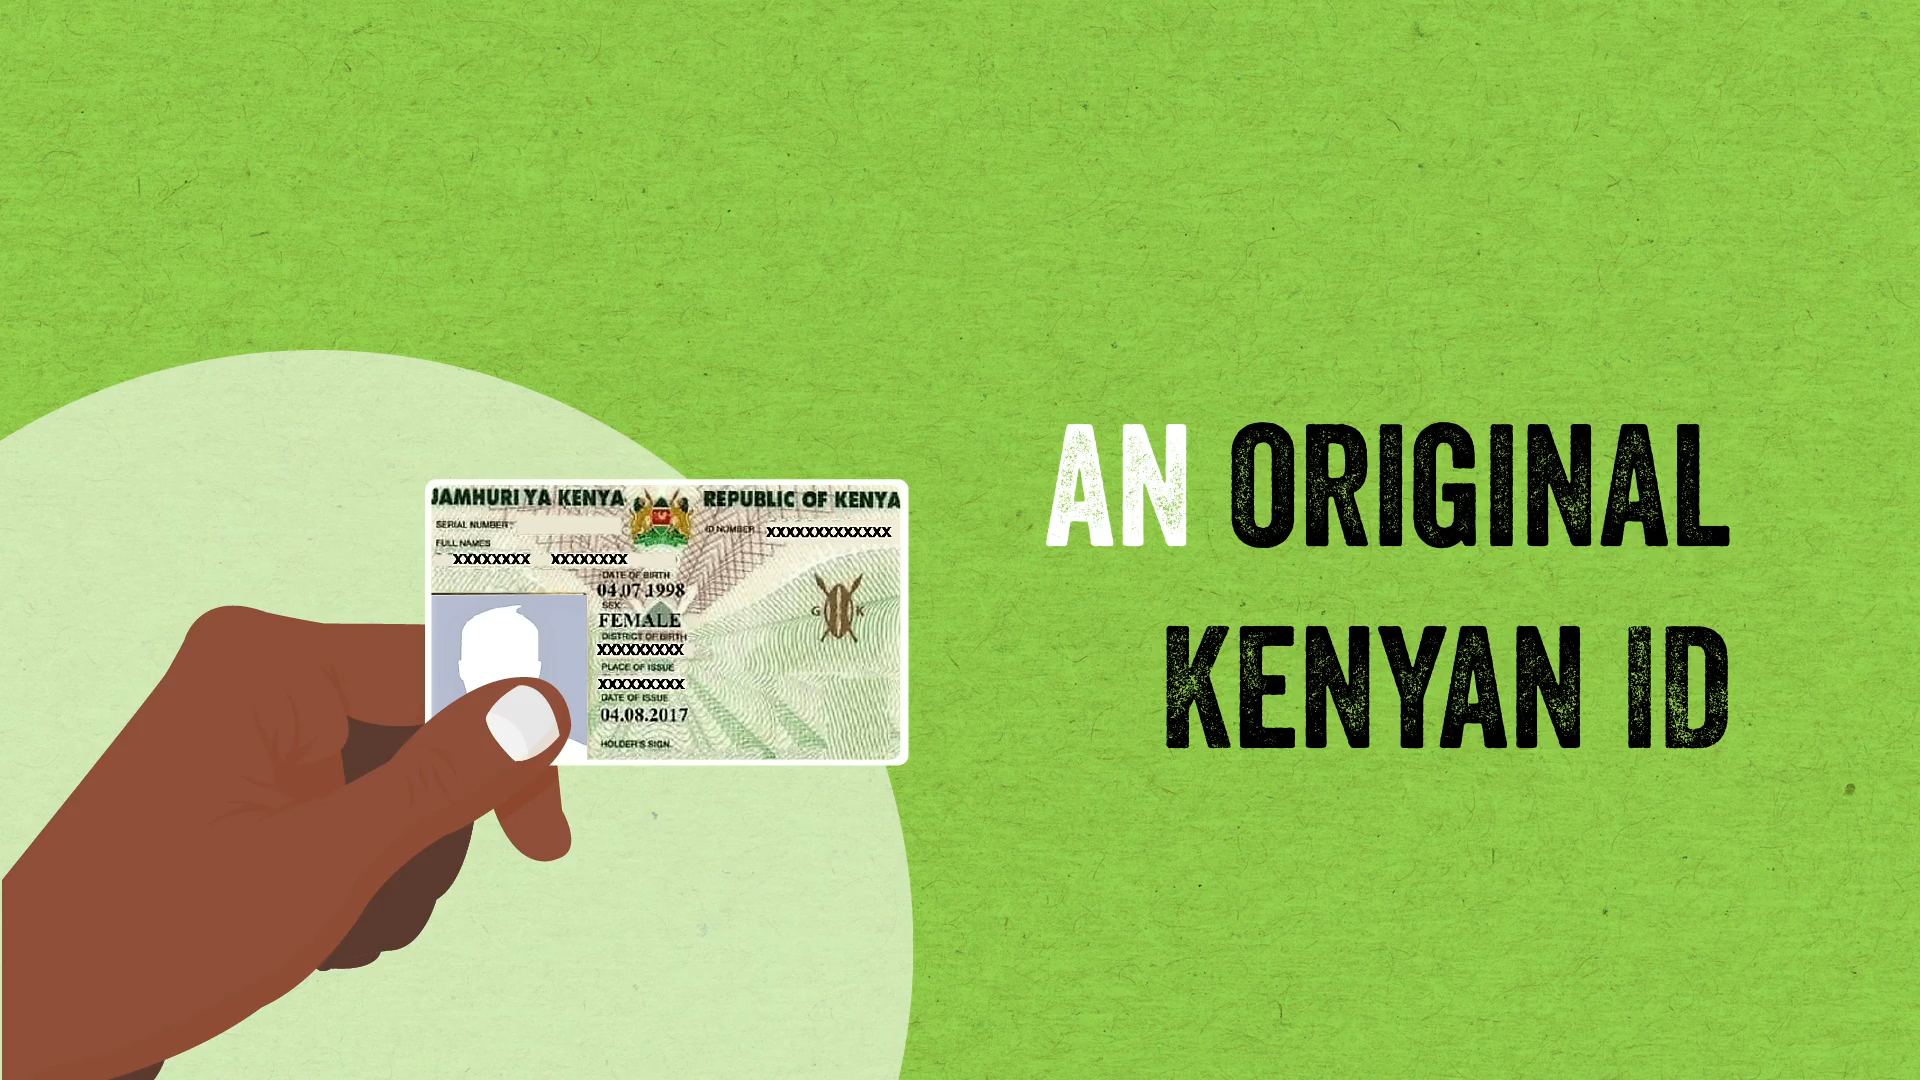 JAMHURI YA KENYA REPUBLIC OF KENYA
SERIAL NUMBER: ID NUMBER: XXXXXXXXXXXXX
FULL NAMES
XXXXXXXX XXXXXXXX
DATE OF BIRTH
04.07.1998
SEX
FEMALE
DISTRICT OF BIRTH
XXXXXXXXX
PLACE OF ISSUE
XXXXXXXXX
DATE OF ISSUE
04.08.2017
HOLDER'S SIGN.
G K
AN ORIGINAL
KENYAN ID